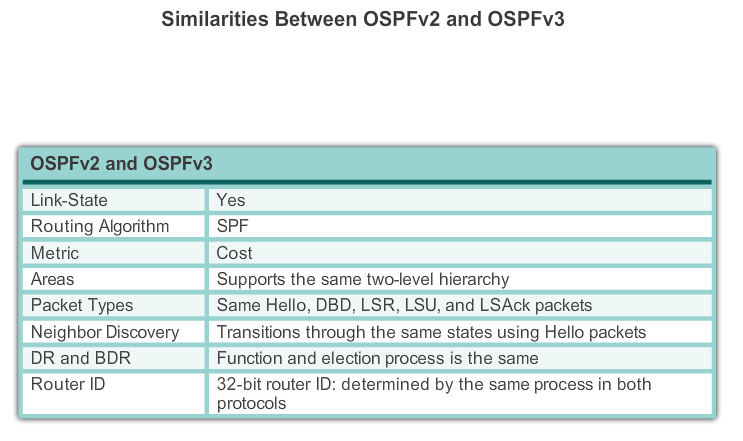 Similarities Between OSPFv2 and OSPFv3
OSPFv2 and OSPFv3
Link-State Yes
Routing Algorithm SPF
Metric Cost
Areas Supports the same two-level hierarchy
Packet Types Same Hello, DBD, LSR, LSU, and LSAck packets
Neighbor Discovery Transitions through the same states using Hello packets
DR and BDR Function and election process is the same
Router ID 32-bit router ID: determined by the same process in both
protocols